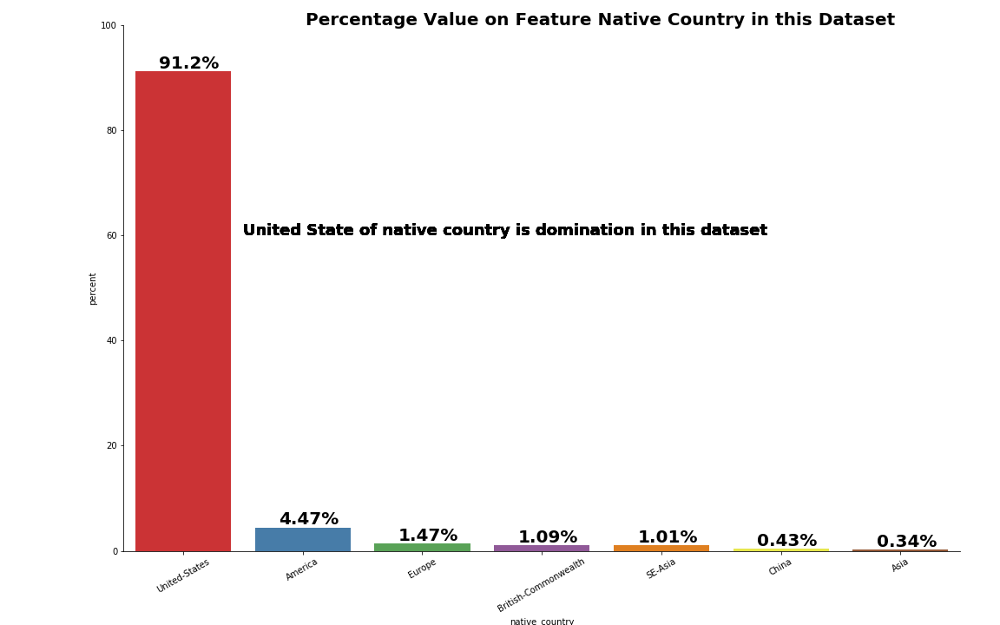 Percentage Value on Feature Native Country in this Dataset
100
91.2%
80
United State of native country is domination in this dataset
60
percent
40
20
4.47%
1.47%
1.09%
1.01%
0.43%
0.34%
0
United-States
America
Europe
British-Commonwealth
SE-Asia
China
Asia
native_country